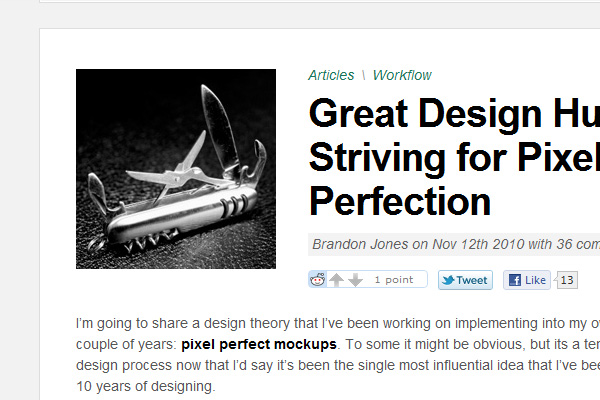 Articles \ Workflow
Great Design Hu
Striving for Pixel
Perfection
Brandon Jones on Nov 12th 2010 with 36 com
1 point
Tweet
Like
13
I'm going to share a design theory that I've been working on implementing into my ov
couple of years: pixel perfect mockups. To some it might be obvious, but its a ten
design process now that I'd say it's been the single most influential idea that I've bee
10 years of designing.